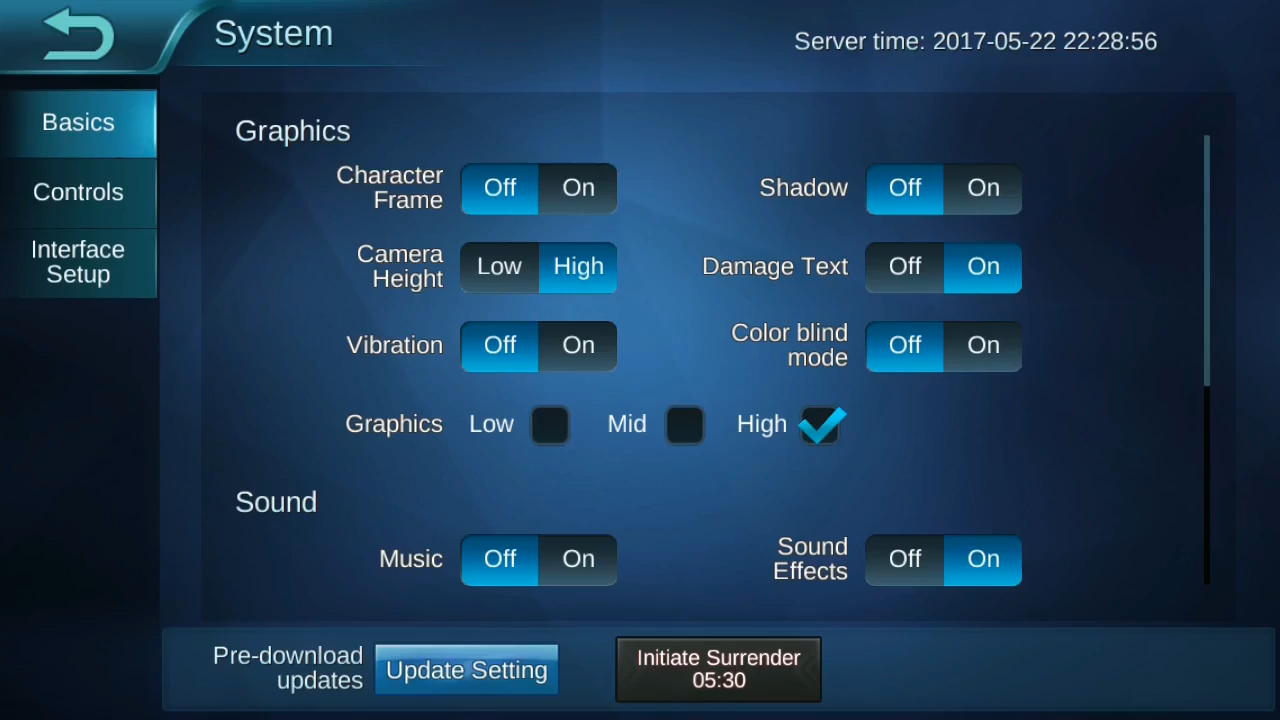 System
Server time: 2017-05-22 22:28:56
Basics
Controls
Interface
Setup
Graphics
Character
Frame
Off
On
Shadow
Off
On
Camera
Height
Low
High
Damage Text
Off
On
Vibration
Off
On
Color blind
mode
Off
On
Graphics
Low
Mid
High
Sound
Music
Off
On
Sound
Effects
Off
On
Pre-download
updates
Update Setting
Initiate Surrender
05:30